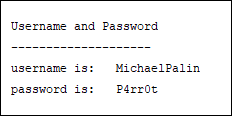 Username and Password
--------------------
username is:   MichaelPalin
password is:   P4rr0t